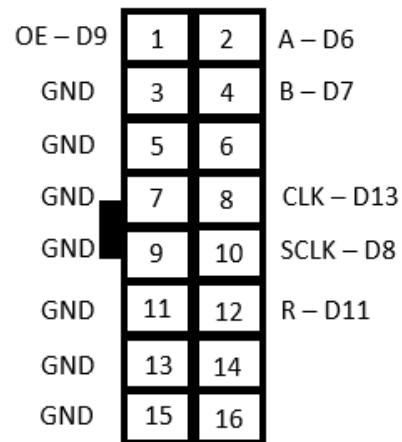 OE – D9 1 2 A – D6
GND 3 4 B – D7
GND 5 6
GND 7 8 CLK – D13
GND 9 10 SCLK – D8
GND 11 12 R – D11
GND 13 14
GND 15 16